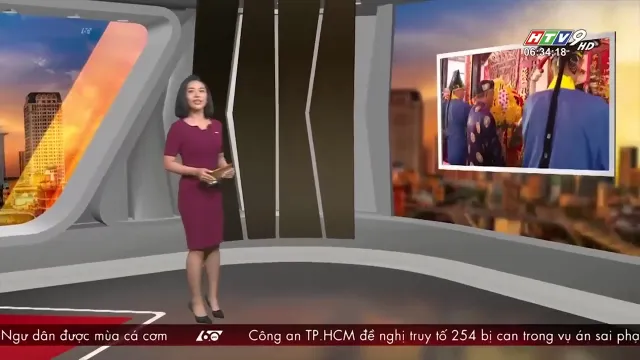 HTV9 HD
06:34:18
Ngư dân được mùa cá cơm 60 Công an TP.HCM đề nghị truy tố 254 bị can trong vụ án sai phạ